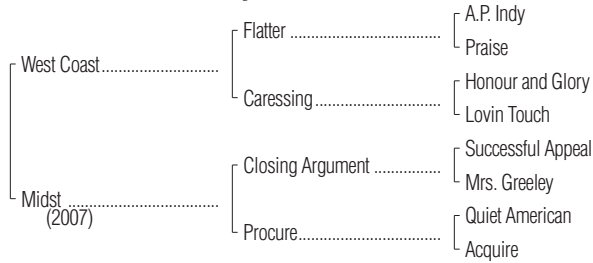 A.P. Indy
Flatter
Praise
West Coast
Honour and Glory
Caressing
Lovin Touch
Successful Appeal
Closing Argument
Mrs. Greeley
Midst
(2007)
Quiet American
Procure
Acquire